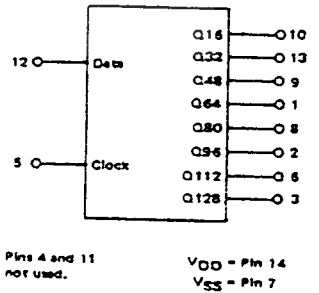 Q16 10
12 Data Q32 13
Q48 9
Q64 1
Q80 8
5 Clock Q96 2
Q112 6
Q128 3
Pins 4 and 11
not used.
VDD = Pin 14
VSS = Pin 7